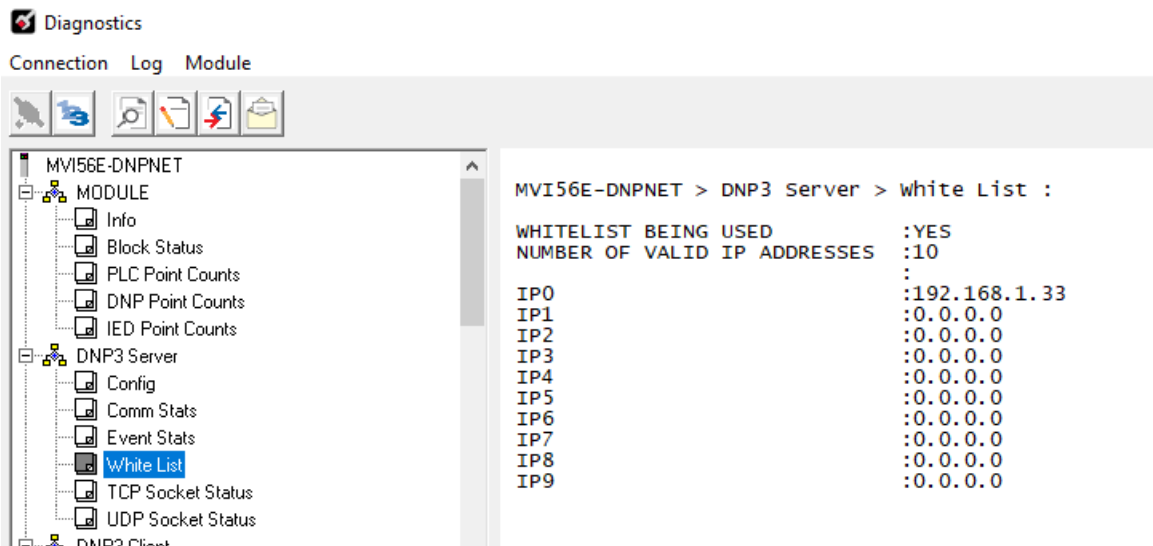 Diagnostics
Connection Log Module
MVI56E-DNPNET
MODULE
Info
Block Status
PLC Point Counts
DNP Point Counts
IED Point Counts
DNP3 Server
Config
Comm Stats
Event Stats
White List
TCP Socket Status
UDP Socket Status
DNP3 Client
MVI56E-DNPNET > DNP3 Server > White List :
WHITELIST BEING USED :YES
NUMBER OF VALID IP ADDRESSES :10
:
IP0 :192.168.1.33
IP1 :0.0.0.0
IP2 :0.0.0.0
IP3 :0.0.0.0
IP4 :0.0.0.0
IP5 :0.0.0.0
IP6 :0.0.0.0
IP7 :0.0.0.0
IP8 :0.0.0.0
IP9 :0.0.0.0